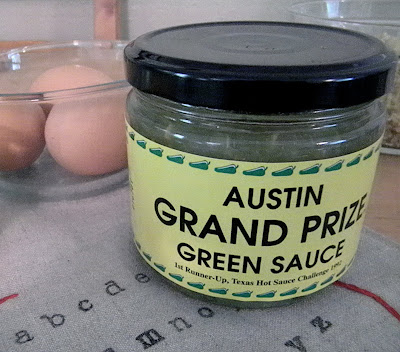 AUSTIN
GRAND PRIZE
GREEN SAUCE
1st Runner-Up, Texas Hot Sauce Challenge 1992
a b c d e
m n o
y z